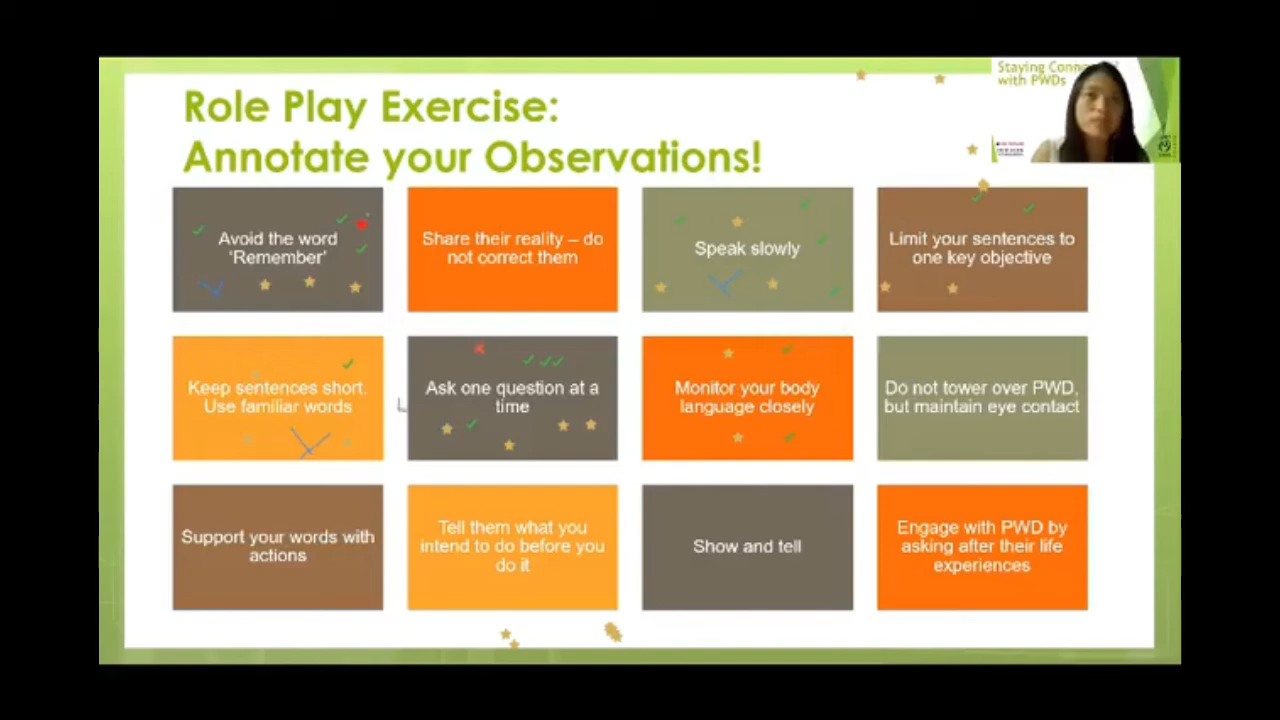 Staying Conne
with PWDs
Role Play Exercise:
Annotate your Observations!
Avoid the word
'Remember'
Share their reality – do
not correct them
Speak slowly
Limit your sentences to
one key objective
Keep sentences short.
Use familiar words
Ask one question at a
time
Monitor your body
language closely
Do not tower over PWD,
but maintain eye contact
Support your words with
actions
Tell them what you
intend to do before you
do it
Show and tell
Engage with PWD by
asking after their life
experiences